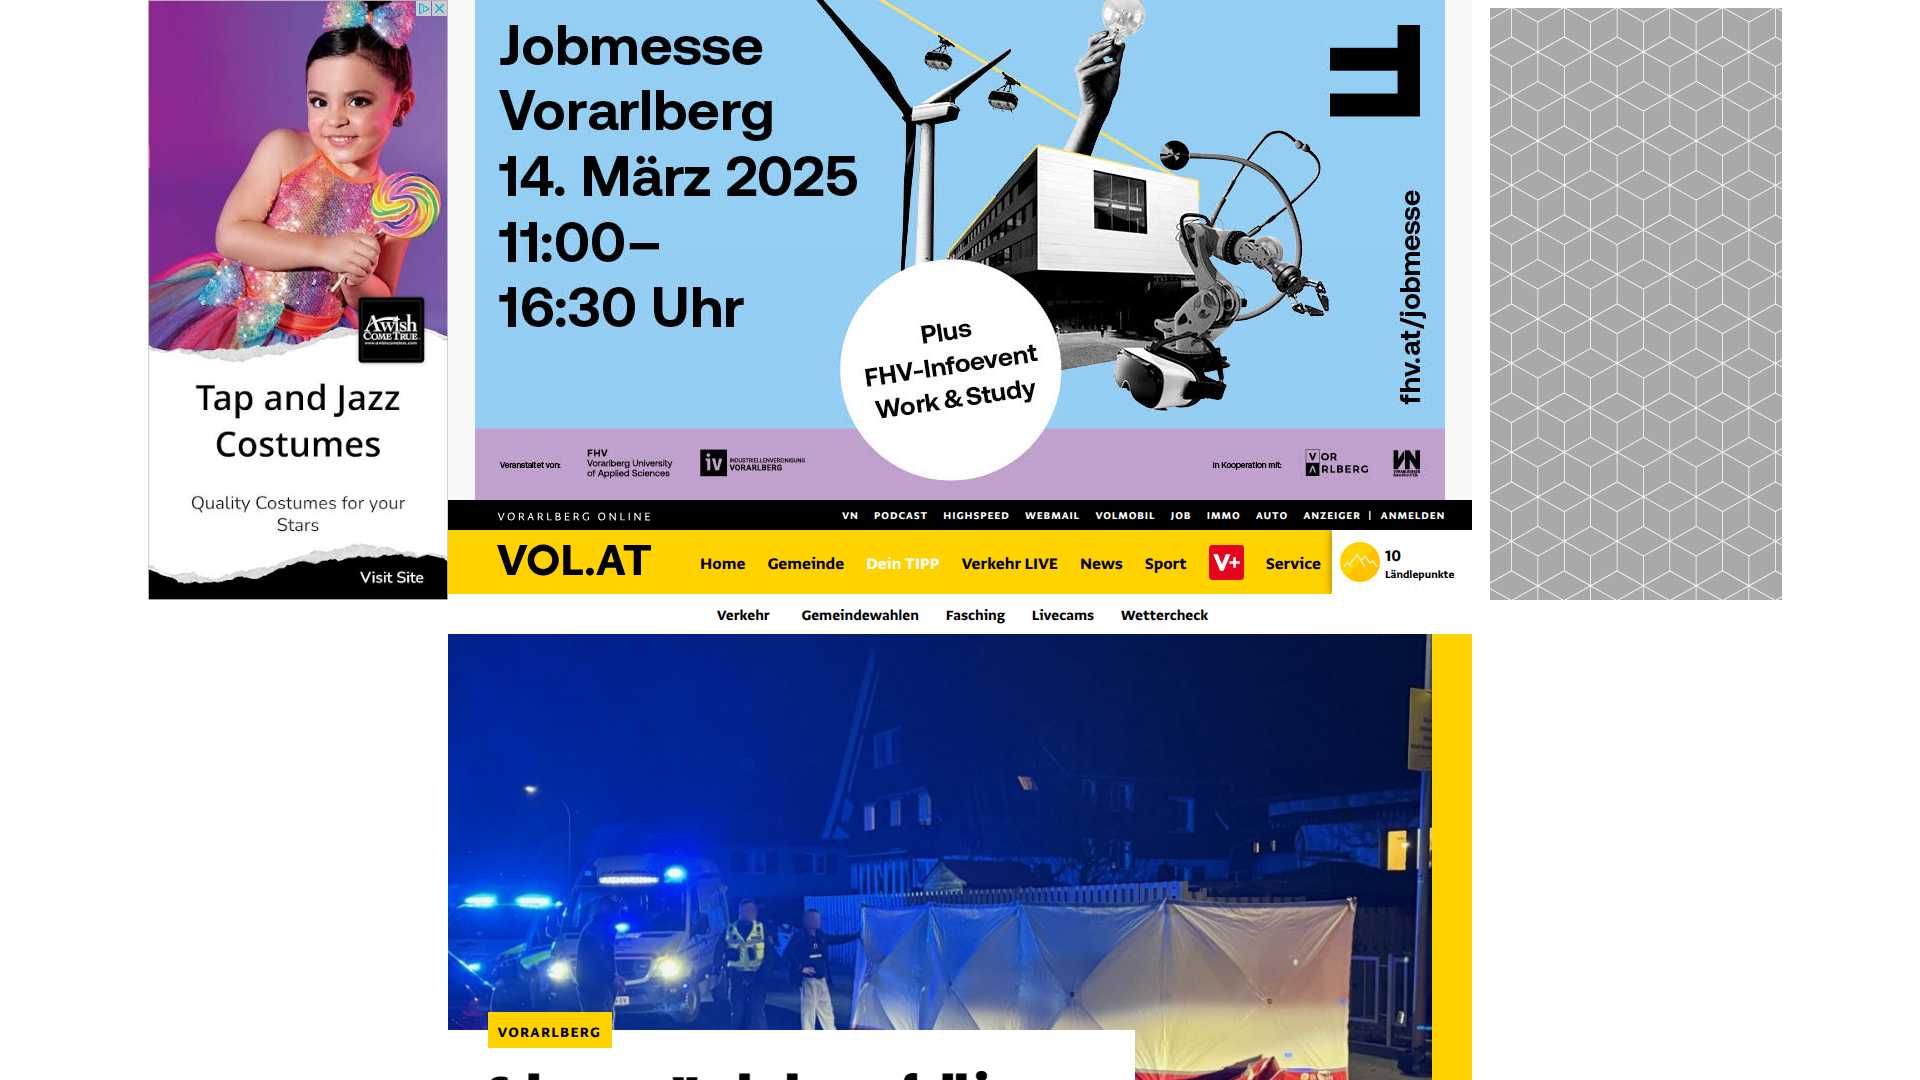 Jobmesse
Vorarlberg
14. März 2025
11:00–
16:30 Uhr
Plus
FHV-Infoevent
Work & Study
fhv.at/jobmesse
Veranstaltet von:
FHV
Vorarlberg University
of Applied Sciences
iV
INDUSTRIELLENVEREINIGUNG
VORARLBERG
In Kooperation mit:
VOR
ARLBERG
VN
A Wish
COME TRUE
Tap and Jazz
Costumes
Quality Costumes for your
Stars
Visit Site
VORARLBERG ONLINE
VN PODCAST HIGHSPEED WEBMAIL VOLMOBIL JOB IMMO AUTO ANZEIGER | ANMELDEN
VOL.AT
Home Gemeinde Dein TIPP Verkehr LIVE News Sport V+ Service
10
Ländlepunkte
Verkehr Gemeindewahlen Fasching Livecams Wettercheck
VORARLBERG